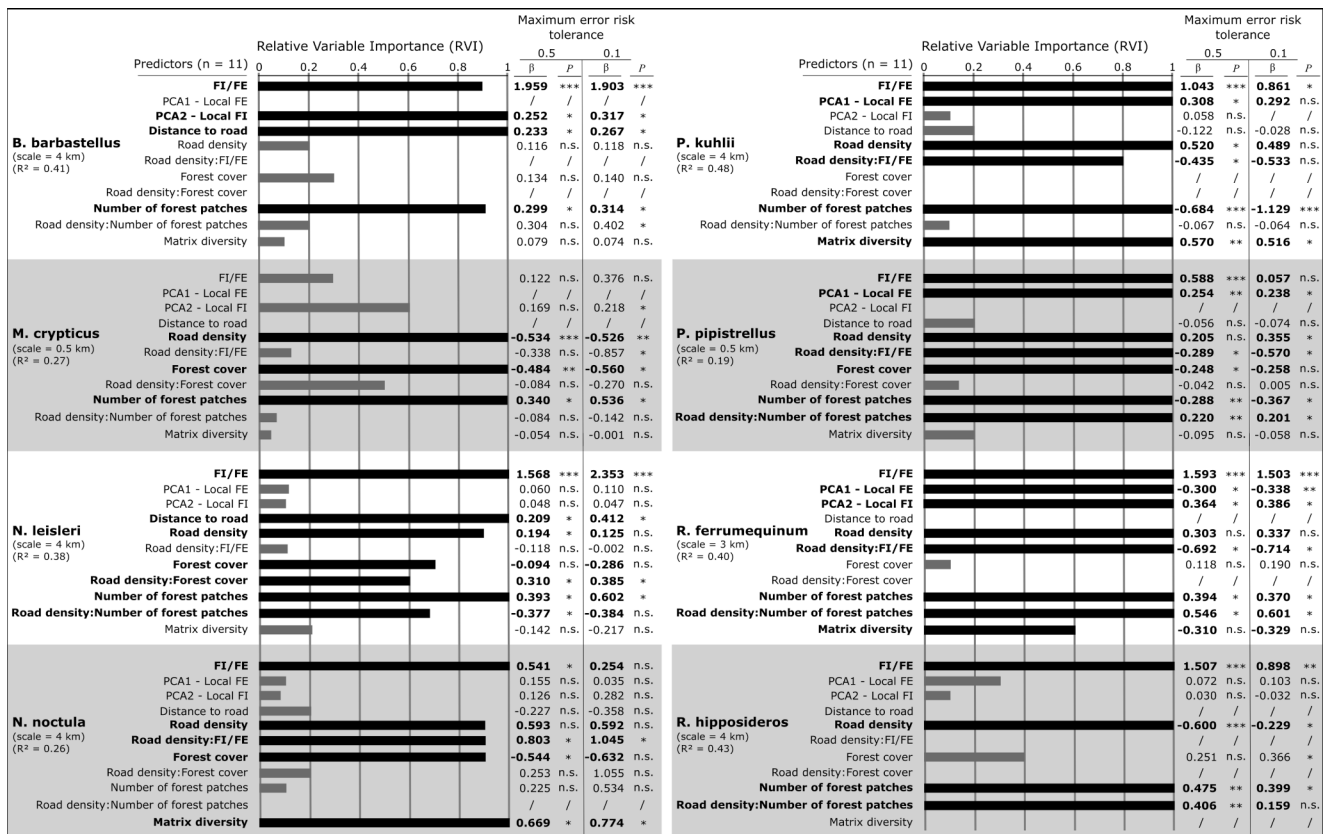 Maximum error risk
tolerance
Relative Variable Importance (RVI)
0.5 0.1
Predictors (n = 11) 0 0.2 0.4 0.6 0.8 1 β P β P
B. barbastellus
(scale = 4 km)
(R² = 0.41)
FI/FE 1.959 *** 1.903 ***
PCA1 - Local FE / / / /
PCA2 - Local FI 0.252 * 0.317 *
Distance to road 0.233 * 0.267 *
Road density 0.116 n.s. 0.118 n.s.
Road density:FI/FE / / / /
Forest cover 0.134 n.s. 0.140 n.s.
Road density:Forest cover / / / /
Number of forest patches 0.299 * 0.314 *
Road density:Number of forest patches 0.304 n.s. 0.402 *
Matrix diversity 0.079 n.s. 0.074 n.s.
M. crypticus
(scale = 0.5 km)
(R² = 0.27)
FI/FE 0.122 n.s. 0.376 n.s.
PCA1 - Local FE / / / /
PCA2 - Local FI 0.169 n.s. 0.218 *
Distance to road / / / /
Road density -0.534 *** -0.526 **
Road density:FI/FE -0.338 n.s. -0.857 *
Forest cover -0.484 ** -0.560 *
Road density:Forest cover -0.084 n.s. -0.270 n.s.
Number of forest patches 0.340 * 0.536 *
Road density:Number of forest patches -0.084 n.s. -0.142 n.s.
Matrix diversity -0.054 n.s. -0.001 n.s.
N. leisleri
(scale = 4 km)
(R² = 0.38)
FI/FE 1.568 *** 2.353 ***
PCA1 - Local FE 0.060 n.s. 0.110 n.s.
PCA2 - Local FI 0.048 n.s. 0.047 n.s.
Distance to road 0.209 * 0.412 *
Road density 0.194 * 0.125 n.s.
Road density:FI/FE -0.118 n.s. -0.002 n.s.
Forest cover -0.094 n.s. -0.286 n.s.
Road density:Forest cover 0.310 * 0.385 *
Number of forest patches 0.393 * 0.602 *
Road density:Number of forest patches -0.377 * -0.384 n.s.
Matrix diversity -0.142 n.s. -0.217 n.s.
N. noctula
(scale = 4 km)
(R² = 0.26)
FI/FE 0.541 * 0.254 n.s.
PCA1 - Local FE 0.155 n.s. 0.035 n.s.
PCA2 - Local FI 0.126 n.s. 0.282 n.s.
Distance to road -0.227 n.s. -0.358 n.s.
Road density 0.593 n.s. 0.592 n.s.
Road density:FI/FE 0.803 * 1.045 *
Forest cover -0.544 * -0.632 n.s.
Road density:Forest cover 0.253 n.s. 1.055 n.s.
Number of forest patches 0.225 n.s. 0.534 n.s.
Road density:Number of forest patches / / / /
Matrix diversity 0.669 * 0.774 *
Maximum error risk
tolerance
Relative Variable Importance (RVI)
0.5 0.1
Predictors (n = 11) 0 0.2 0.4 0.6 0.8 1 β P β P
P. kuhlii
(scale = 4 km)
(R² = 0.48)
FI/FE 1.043 *** 0.861 *
PCA1 - Local FE 0.308 * 0.292 n.s.
PCA2 - Local FI 0.058 n.s. / /
Distance to road -0.122 n.s. -0.028 n.s.
Road density 0.520 * 0.489 n.s.
Road density:FI/FE -0.435 * -0.533 n.s.
Forest cover / / / /
Road density:Forest cover / / / /
Number of forest patches -0.684 *** -1.129 ***
Road density:Number of forest patches -0.067 n.s. -0.064 n.s.
Matrix diversity 0.570 ** 0.516 *
P. pipistrellus
(scale = 0.5 km)
(R² = 0.19)
FI/FE 0.588 *** 0.057 n.s.
PCA1 - Local FE 0.254 ** 0.238 *
PCA2 - Local FI / / / /
Distance to road -0.056 n.s. -0.074 n.s.
Road density 0.205 n.s. 0.355 *
Road density:FI/FE -0.289 * -0.570 *
Forest cover -0.248 * -0.258 n.s.
Road density:Forest cover -0.042 n.s. 0.005 n.s.
Number of forest patches -0.288 ** -0.367 *
Road density:Number of forest patches 0.220 ** 0.201 *
Matrix diversity -0.095 n.s. -0.058 n.s.
R. ferrumequinum
(scale = 3 km)
(R² = 0.40)
FI/FE 1.593 *** 1.503 ***
PCA1 - Local FE -0.300 * -0.338 **
PCA2 - Local FI 0.364 * 0.386 *
Distance to road / / / /
Road density 0.303 n.s. 0.337 n.s.
Road density:FI/FE -0.692 * -0.714 *
Forest cover 0.118 n.s. 0.190 n.s.
Road density:Forest cover / / / /
Number of forest patches 0.394 * 0.370 *
Road density:Number of forest patches 0.546 * 0.601 *
Matrix diversity -0.310 n.s. -0.329 n.s.
R. hipposideros
(scale = 4 km)
(R² = 0.43)
FI/FE 1.507 *** 0.898 **
PCA1 - Local FE 0.072 n.s. 0.103 n.s.
PCA2 - Local FI 0.030 n.s. -0.032 n.s.
Distance to road / / / /
Road density -0.600 *** -0.229 *
Road density:FI/FE / / / /
Forest cover 0.251 n.s. 0.366 *
Road density:Forest cover / / / /
Number of forest patches 0.475 ** 0.399 *
Road density:Number of forest patches 0.406 ** 0.159 n.s.
Matrix diversity / / / /